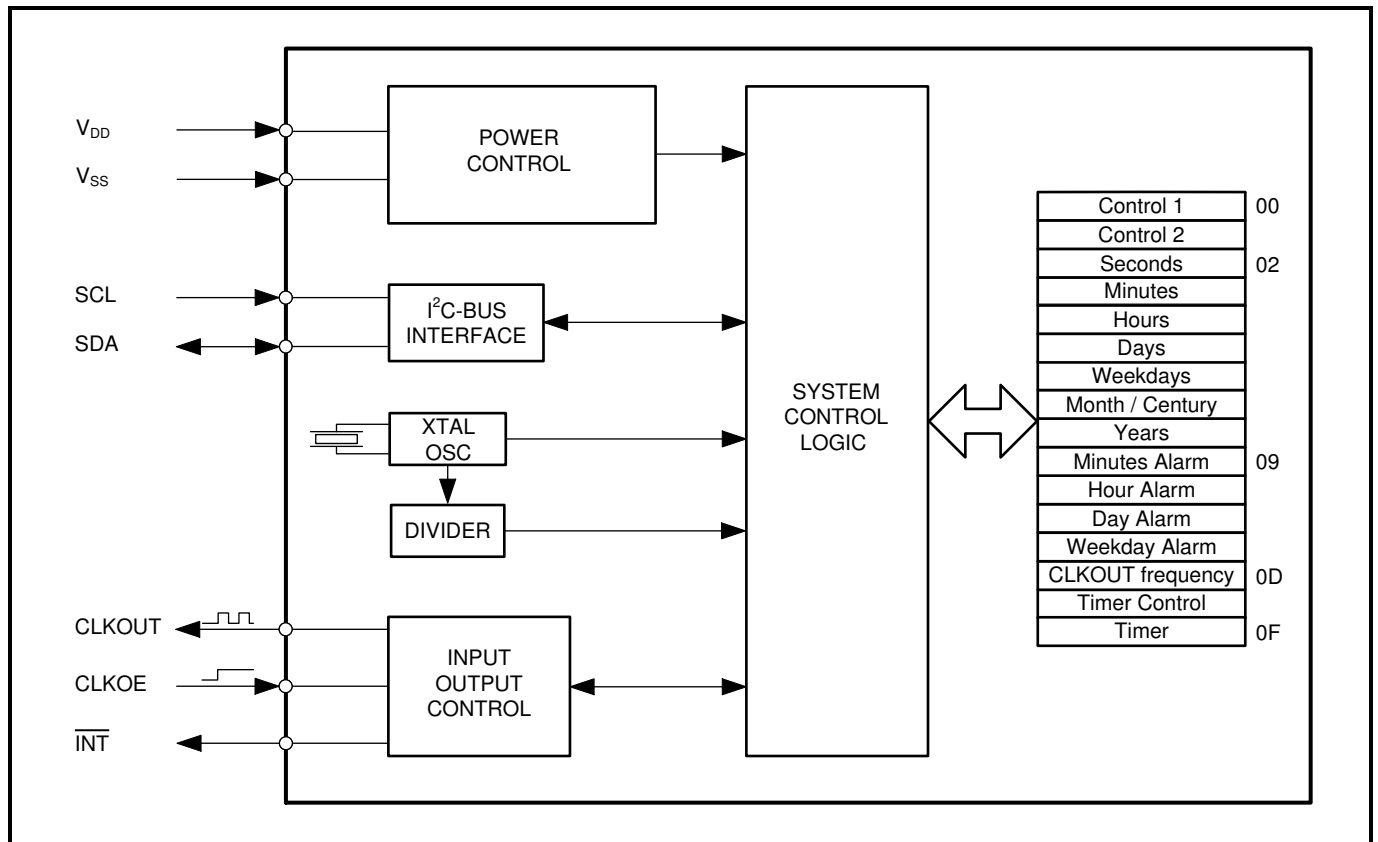 V_DD
V_SS
SCL
SDA
CLKOUT
CLKOE
INT
POWER
CONTROL
I²C-BUS
INTERFACE
XTAL
OSC
DIVIDER
INPUT
OUTPUT
CONTROL
SYSTEM
CONTROL
LOGIC
Control 1 00
Control 2
Seconds 02
Minutes
Hours
Days
Weekdays
Month / Century
Years
Minutes Alarm 09
Hour Alarm
Day Alarm
Weekday Alarm
CLKOUT frequency 0D
Timer Control
Timer 0F